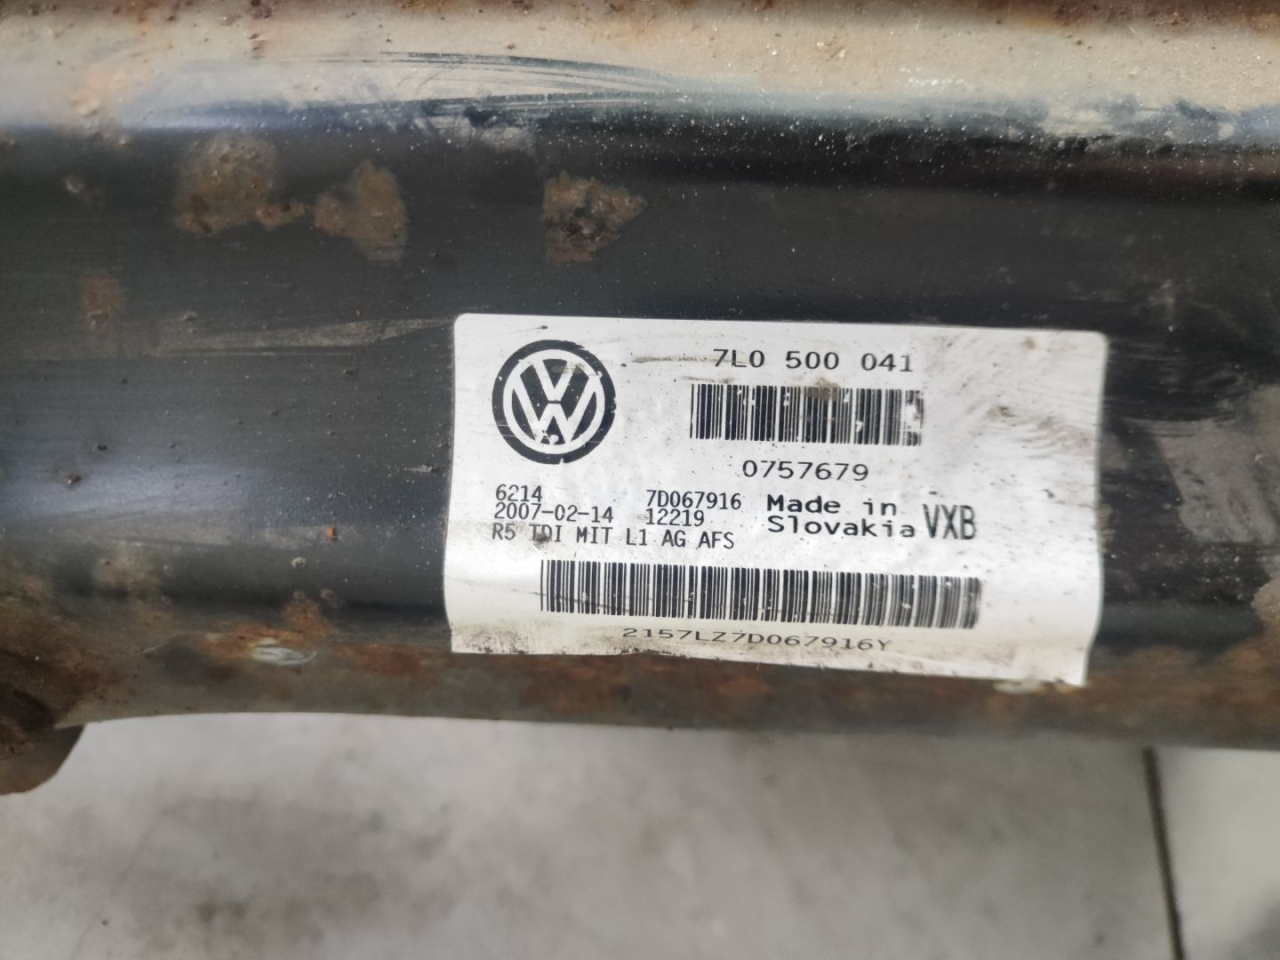 7L0 500 041
0757679
6214 7D067916 Made in VXB
2007-02-14 12219 Slovakia
R5 TDI MIT L1 AG AFS
2157LZ7D067916Y